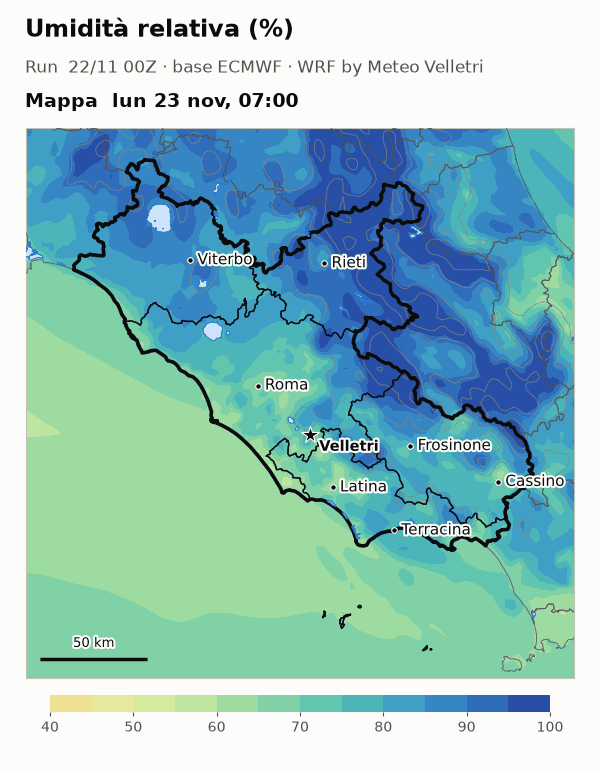 Umidità relativa (%)
Run  22/11 00Z · base ECMWF · WRF by Meteo Velletri
Mappa  lun 23 nov, 07:00
Viterbo
Rieti
Roma
Velletri
Frosinone
Cassino
Latina
Terracina
50 km
40 50 60 70 80 90 100